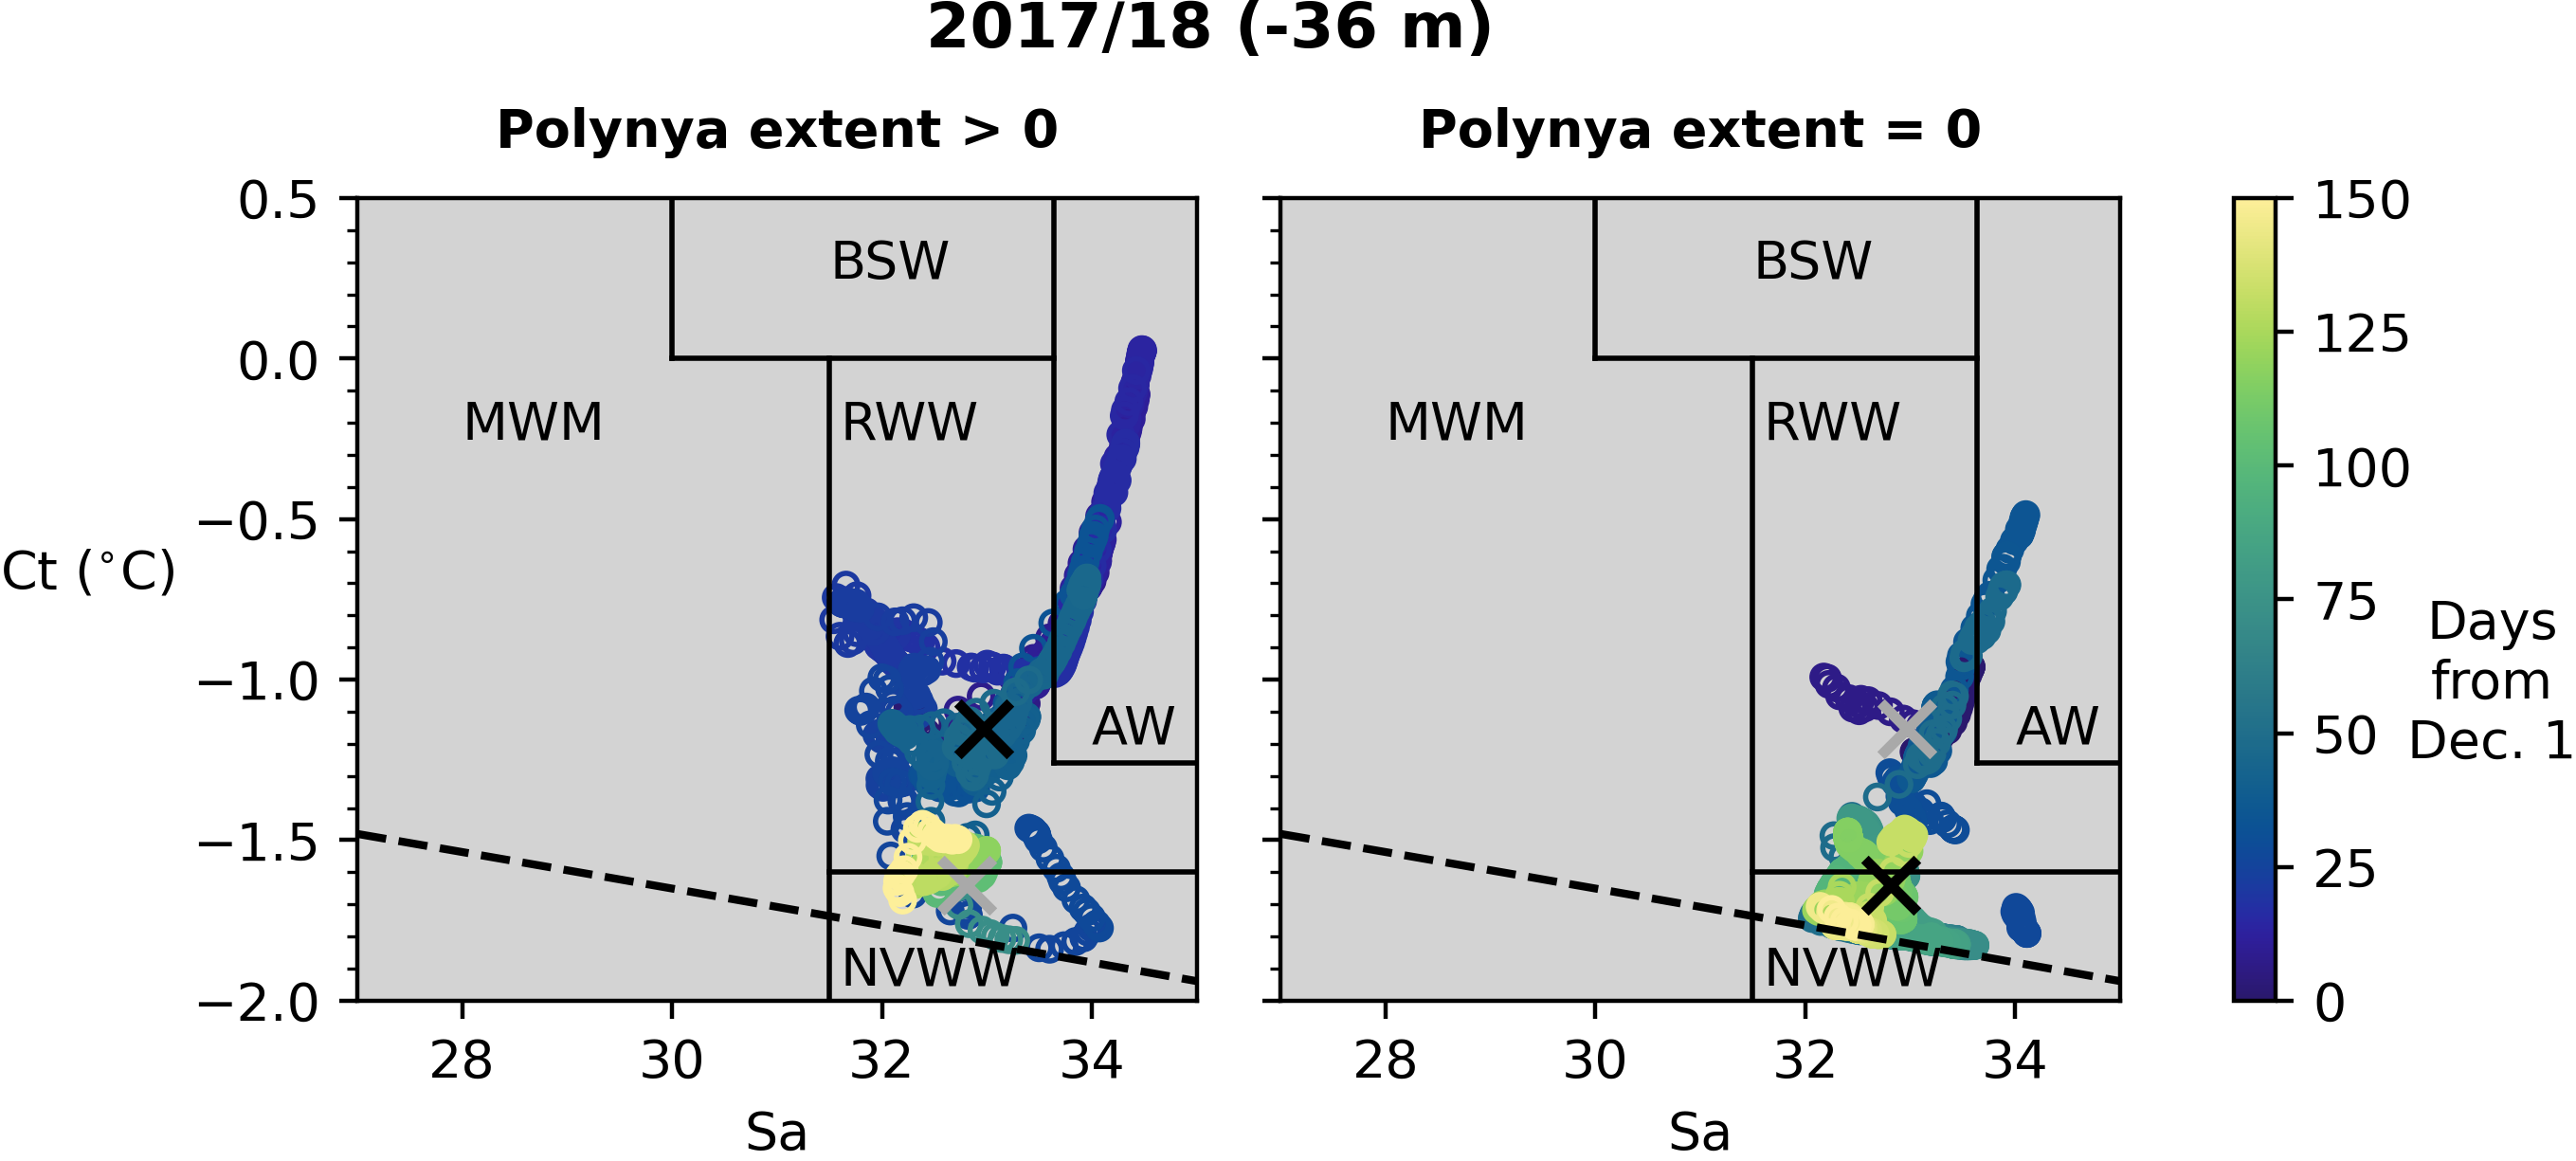 2017/18 (-36 m)
Polynya extent > 0
Polynya extent = 0
0.5
0.0
−0.5
−1.0
−1.5
−2.0
Ct (°C)
BSW
MWM
RWW
AW
NVWW
28
30
32
34
Sa
BSW
MWM
RWW
AW
NVWW
28
30
32
34
Sa
150
125
100
75
50
25
0
Days
from
Dec. 1